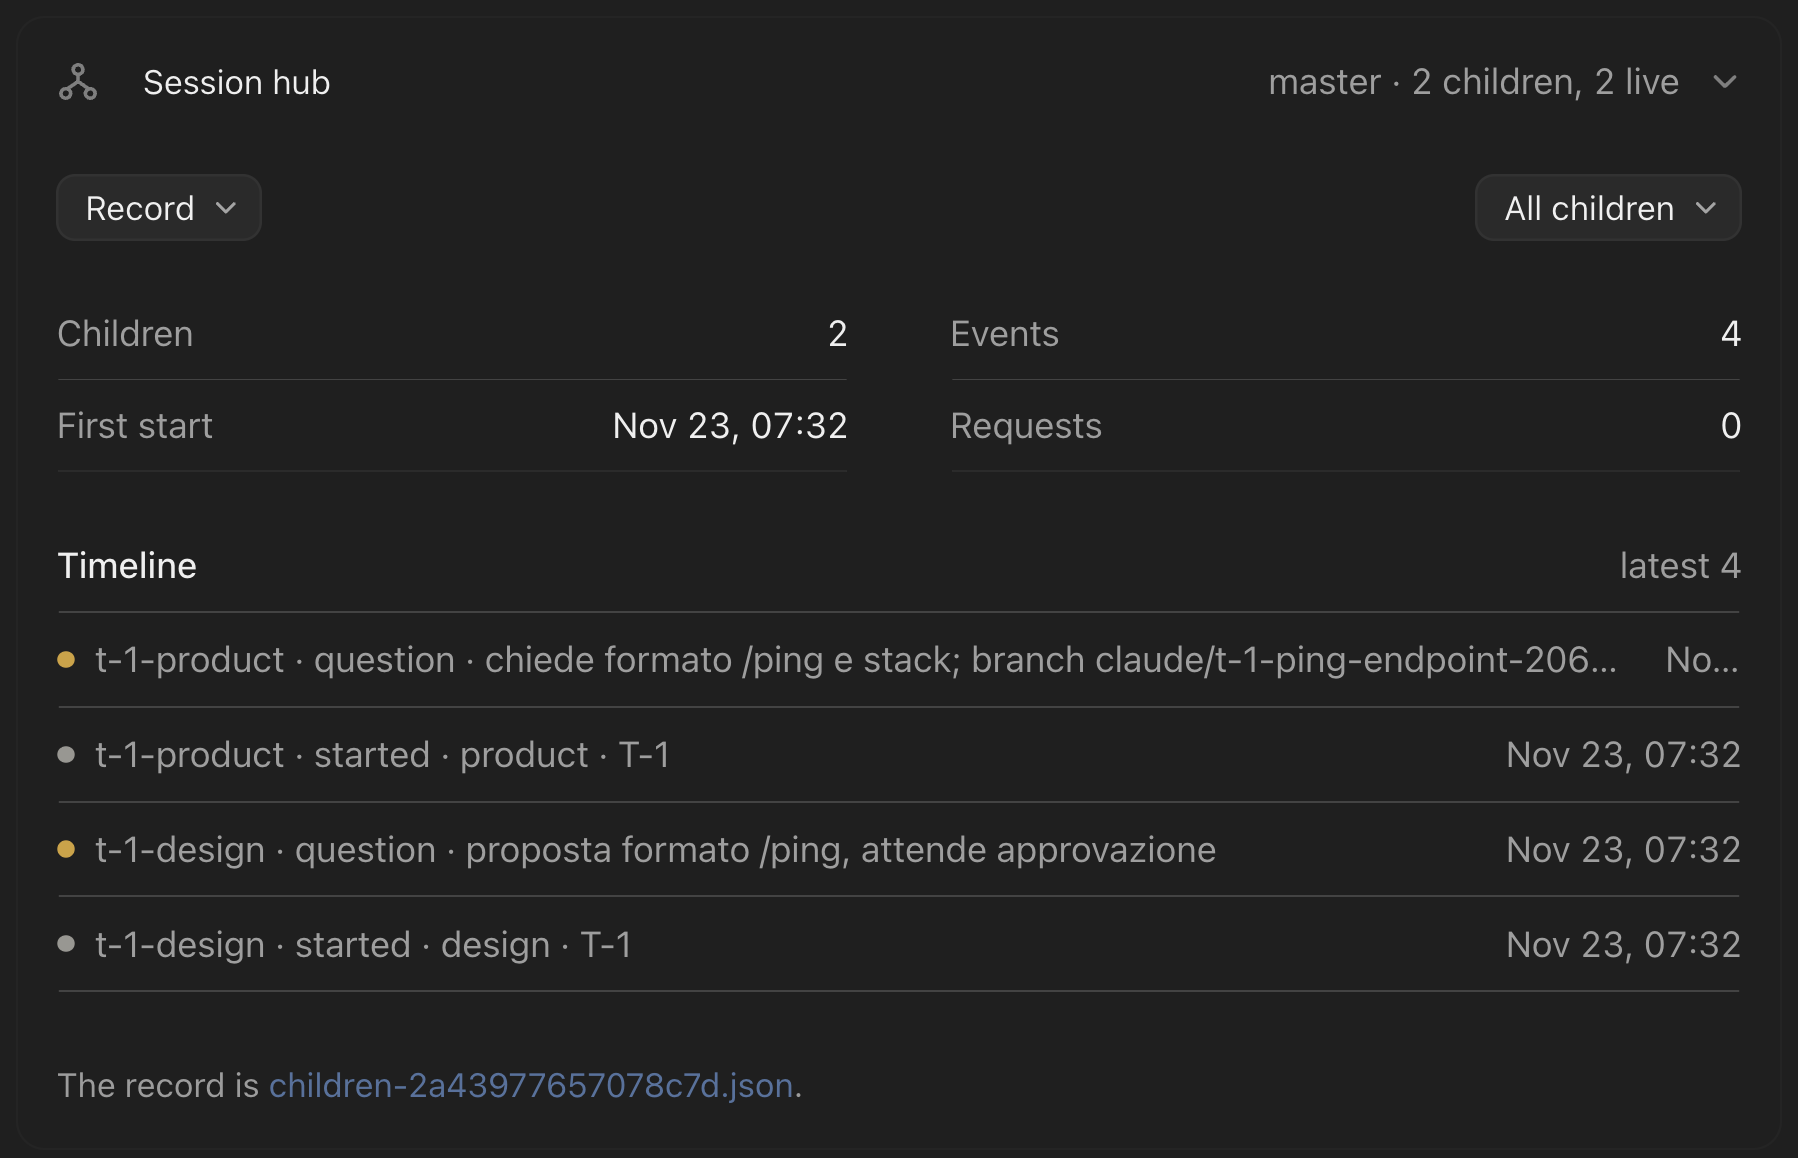 Session hub
master · 2 children, 2 live
Record
All children
Children 2
Events 4
First start Nov 23, 07:32
Requests 0
Timeline latest 4
t-1-product · question · chiede formato /ping e stack; branch claude/t-1-ping-endpoint-206... No...
t-1-product · started · product · T-1 Nov 23, 07:32
t-1-design · question · proposta formato /ping, attende approvazione Nov 23, 07:32
t-1-design · started · design · T-1 Nov 23, 07:32
The record is children-2a43977657078c7d.json.